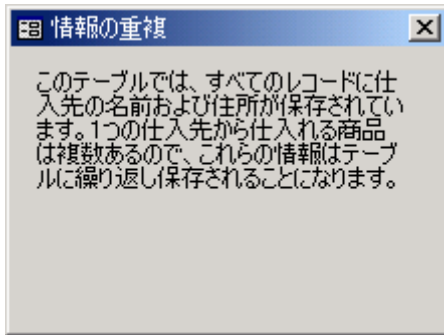 情報の重複
このテーブルでは、すべてのレコードに仕
入先の名前および住所が保存されてい
ます。1つの仕入先から仕入れる商品
は複数あるので、これらの情報はテーブ
ルに繰り返し保存されることになります。